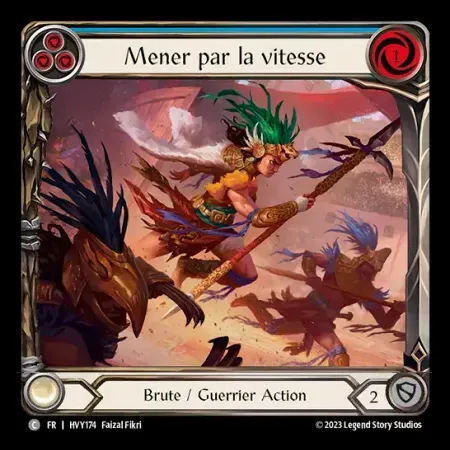 Mener par la vitesse
1
Brute / Guerrier Action
2
C FR | HVY174 Faizal Fikri
© 2023 Legend Story Studios